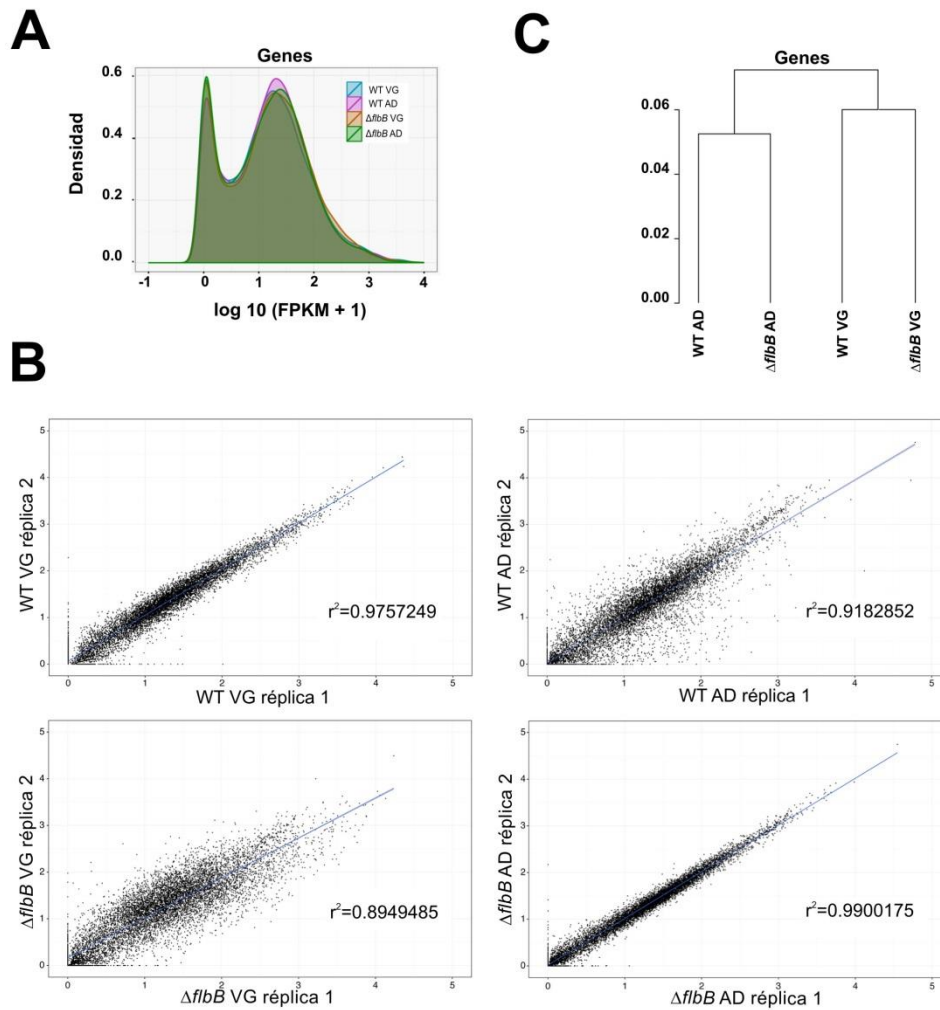 A
Genes
Densidad
0.6
0.4
0.2
0.0
-1 0 1 2 3 4
log 10 (FPKM + 1)
WT VG
WT AD
ΔflbB VG
ΔflbB AD
C
Genes
0.06
0.04
0.02
0.00
WT AD
ΔflbB AD
WT VG
ΔflbB VG
B
WT VG réplica 2
5
4
3
2
1
0
r²=0.9757249
0 1 2 3 4 5
WT VG réplica 1
WT AD réplica 2
5
4
3
2
1
0
r²=0.9182852
0 1 2 3 4 5
WT AD réplica 1
ΔflbB VG réplica 2
5
4
3
2
1
0
r²=0.8949485
0 1 2 3 4 5
ΔflbB VG réplica 1
ΔflbB AD réplica 2
5
4
3
2
1
0
r²=0.9900175
0 1 2 3 4 5
ΔflbB AD réplica 1